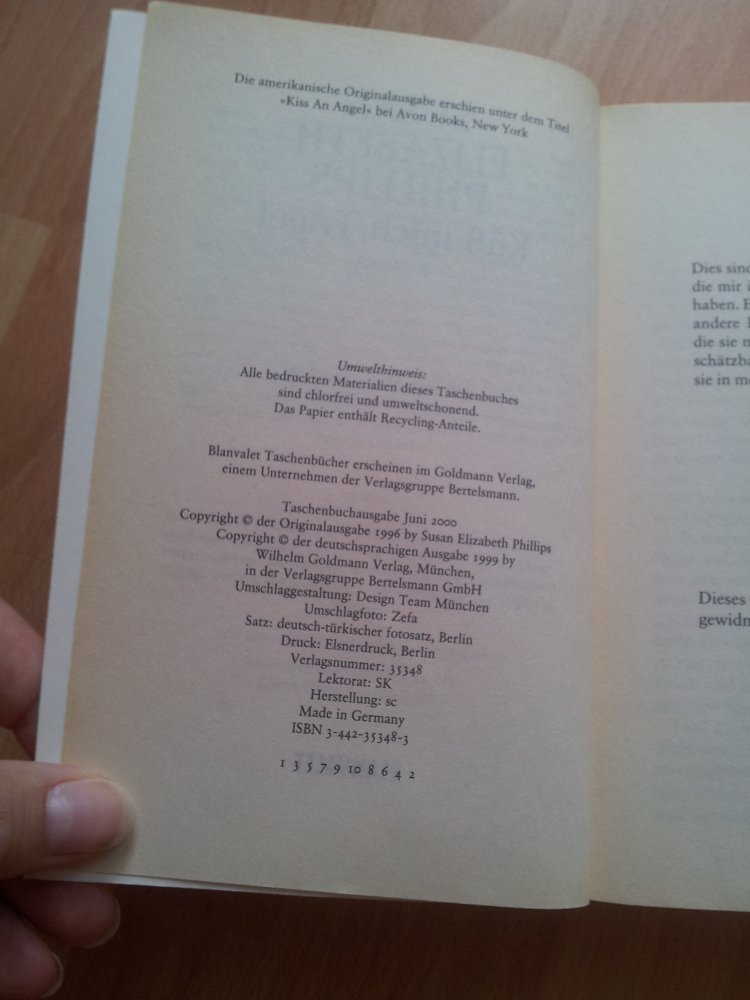 Die amerikanische Originalausgabe erschien unter dem Titel
»Kiss An Angel« bei Avon Books, New York
Umwelthinweis:
Alle bedruckten Materialien dieses Taschenbuches
sind chlorfrei und umweltschonend.
Das Papier enthält Recycling-Anteile.
Blanvalet Taschenbücher erscheinen im Goldmann Verlag,
einem Unternehmen der Verlagsgruppe Bertelsmann.
Taschenbuchausgabe Juni 2000
Copyright © der Originalausgabe 1996 by Susan Elizabeth Phillips
Copyright © der deutschsprachigen Ausgabe 1999 by
Wilhelm Goldmann Verlag, München,
in der Verlagsgruppe Bertelsmann GmbH
Umschlaggestaltung: Design Team München
Umschlagfoto: Zefa
Satz: deutsch-türkischer fotosatz, Berlin
Druck: Elsnerdruck, Berlin
Verlagsnummer: 35348
Lektorat: SK
Herstellung: sc
Made in Germany
ISBN 3-442-35348-3
1 3 5 7 9 10 8 6 4 2
Dies sind
die mir
haben.
andere
die sie
sie in
Dieses